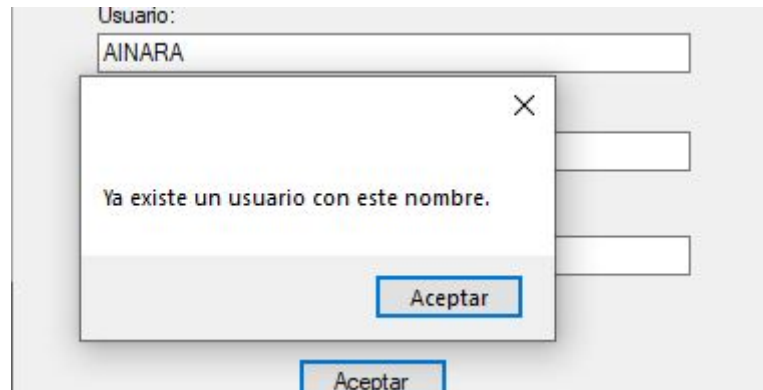 Usuario:
AINARA
Ya existe un usuario con este nombre.
Aceptar
Aceptar